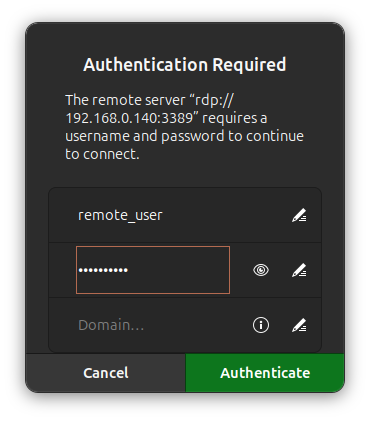 Authentication Required
The remote server “rdp://
192.168.0.140:3389” requires a
username and password to continue
to connect.
remote_user
••••••••••
Domain…
Cancel
Authenticate